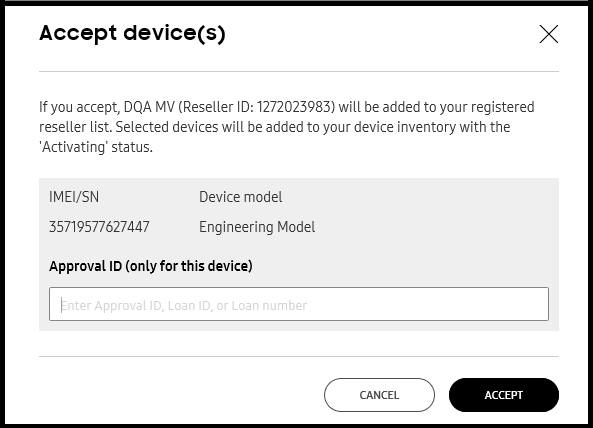 Accept device(s)
If you accept, DQA MV (Reseller ID: 1272023983) will be added to your registered
reseller list. Selected devices will be added to your device inventory with the
'Activating' status.
IMEI/SN Device model
35719577627447 Engineering Model
Approval ID (only for this device)
Enter Approval ID, Loan ID, or Loan number
CANCEL ACCEPT